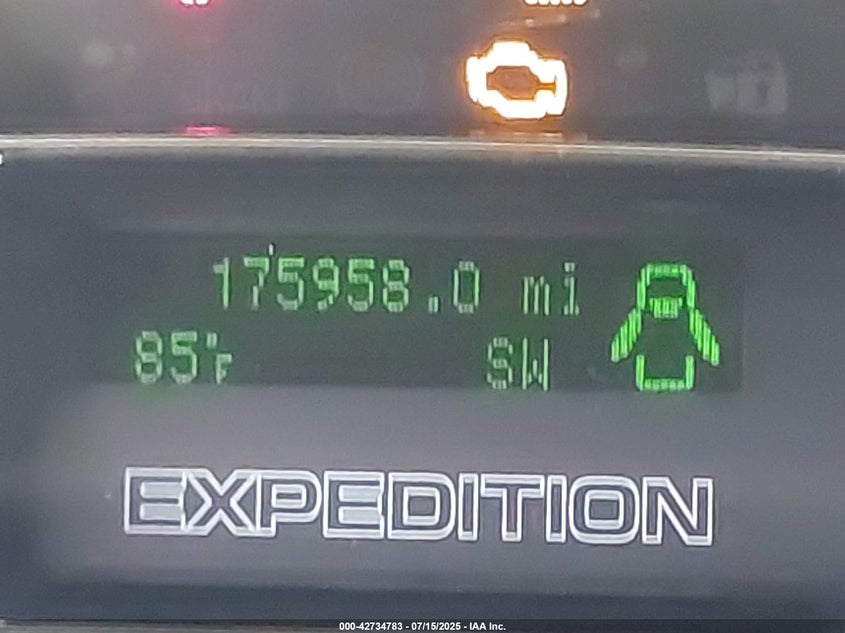 175958.0 mi
85°F SW
EXPEDITION
000-42734783 - 07/15/2025 - IAA Inc.